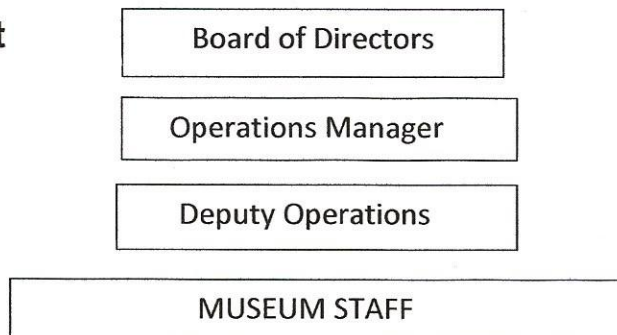 Board of Directors
Operations Manager
Deputy Operations
MUSEUM STAFF